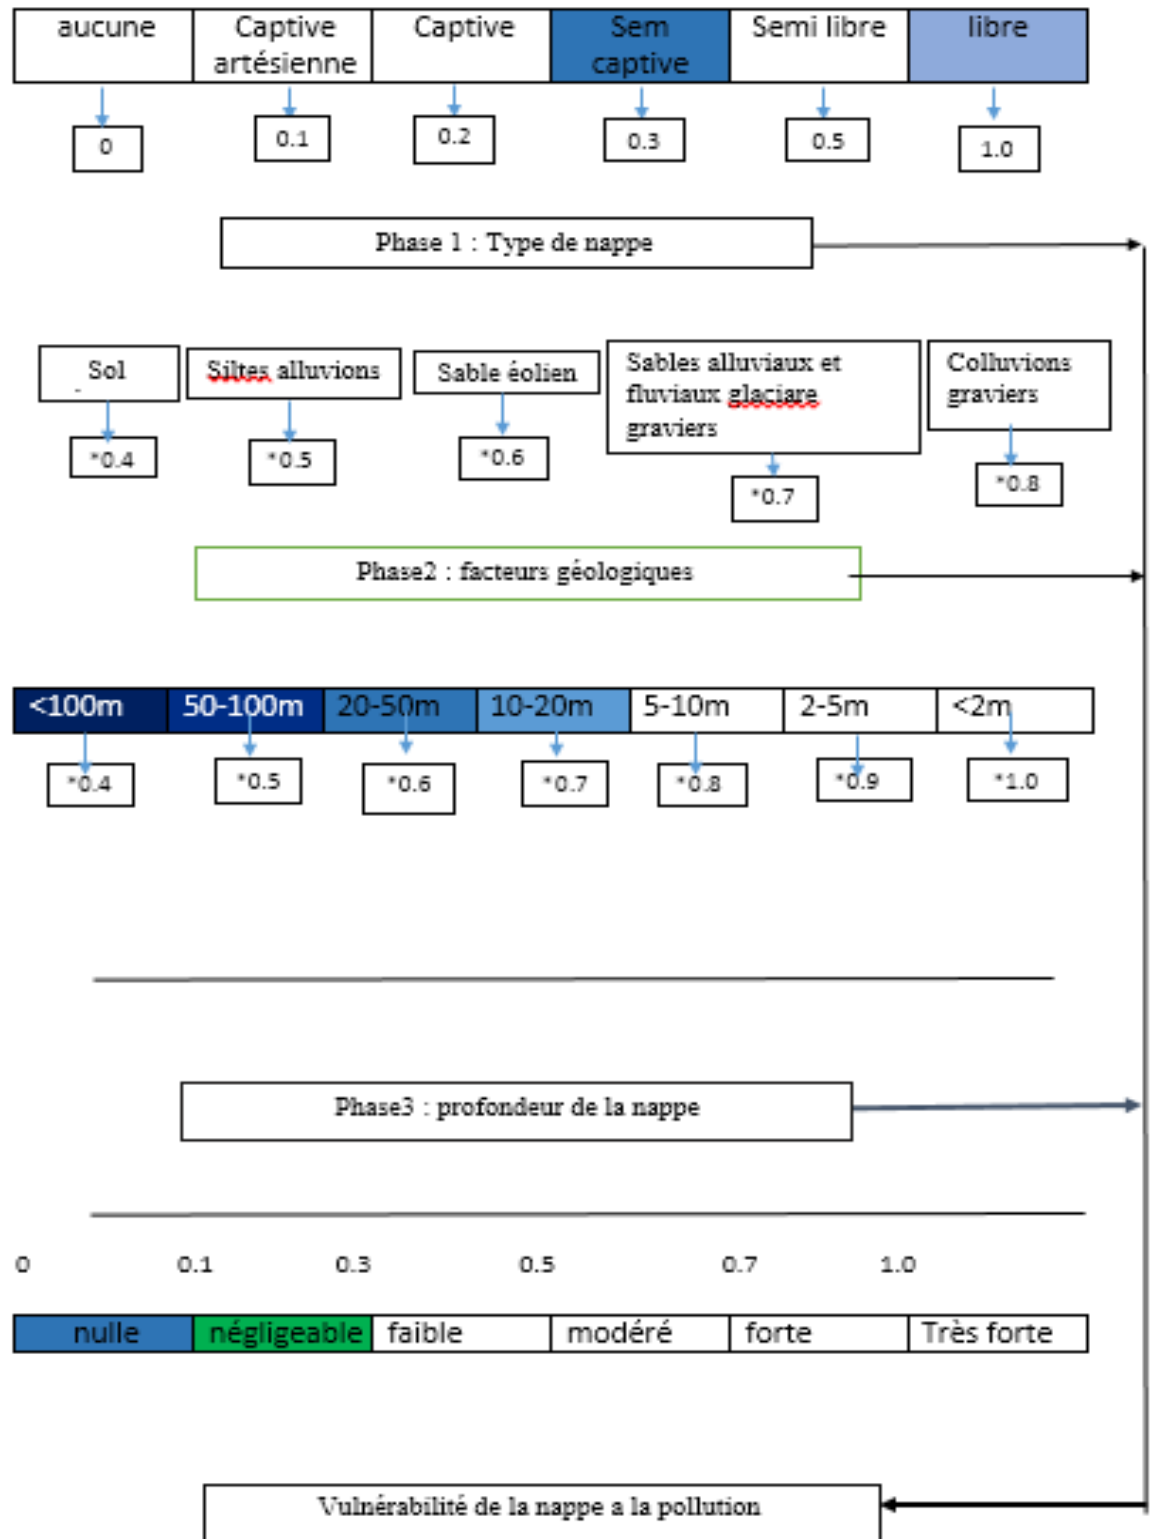 aucune
Captive artésienne
Captive
Sem captive
Semi libre
libre
0
0.1
0.2
0.3
0.5
1.0
Phase 1 : Type de nappe
Sol
Siltes alluvions
Sable éolien
Sables alluviaux et
fluviaux glaciare
graviers
Colluvions
graviers
*0.4
*0.5
*0.6
*0.7
*0.8
Phase2 : facteurs géologiques
<100m
50-100m
20-50m
10-20m
5-10m
2-5m
<2m
*0.4
*0.5
*0.6
*0.7
*0.8
*0.9
*1.0
Phase3 : profondeur de la nappe
0
0.1
0.3
0.5
0.7
1.0
nulle
négligeable
faible
modéré
forte
Très forte
Vulnérabilité de la nappe a la pollution